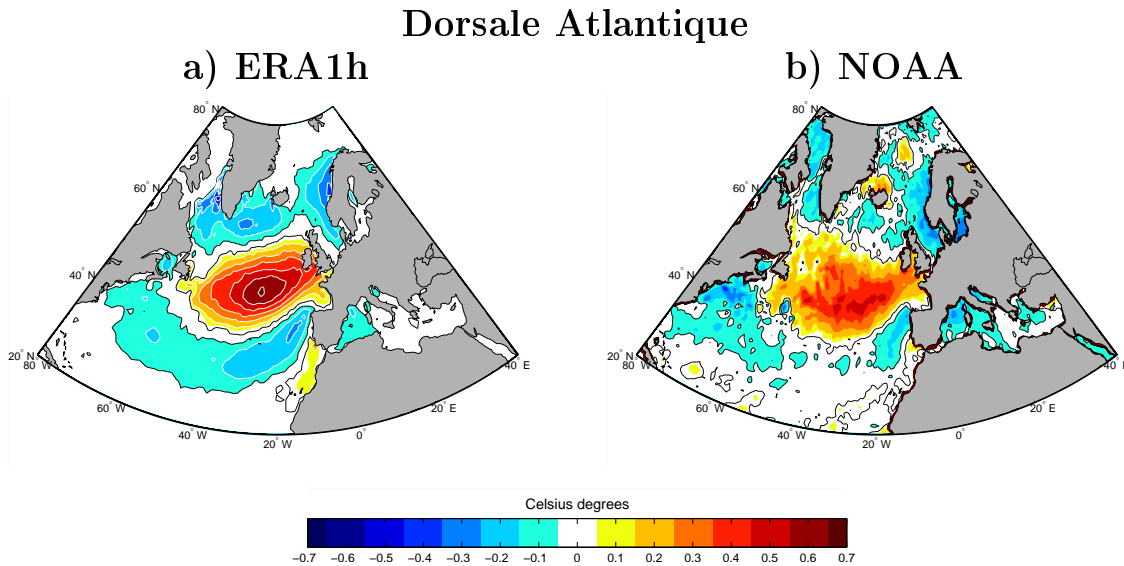 Dorsale Atlantique
a) ERA1h
b) NOAA
80° N
60° N
40° N
20° N
80° W
60° W
40° W
20° W
0°
20° E
40° E
80° N
60° N
40° N
20° N
80° W
60° W
40° W
20° W
0°
20° E
40° E
Celsius degrees
−0.7 −0.6 −0.5 −0.4 −0.3 −0.2 −0.1 0 0.1 0.2 0.3 0.4 0.5 0.6 0.7